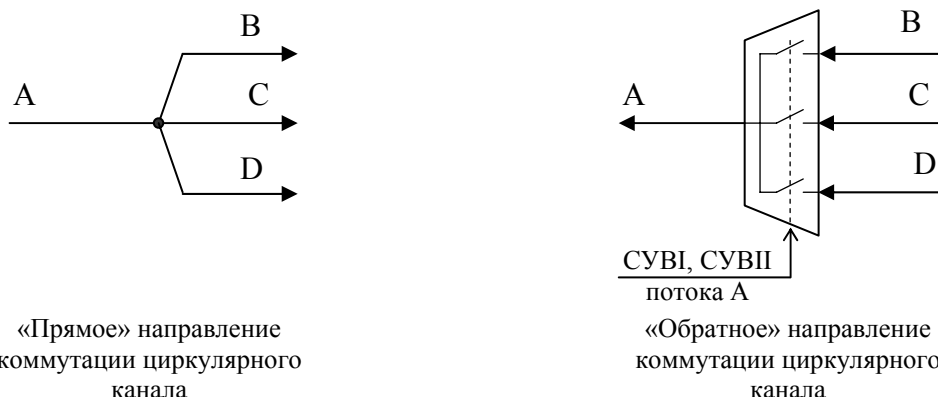 B
A
C
D
«Прямое» направление
коммутации циркулярного
канала
B
A
C
D
СУВI, СУВII
потока А
«Обратное» направление
коммутации циркулярного
канала